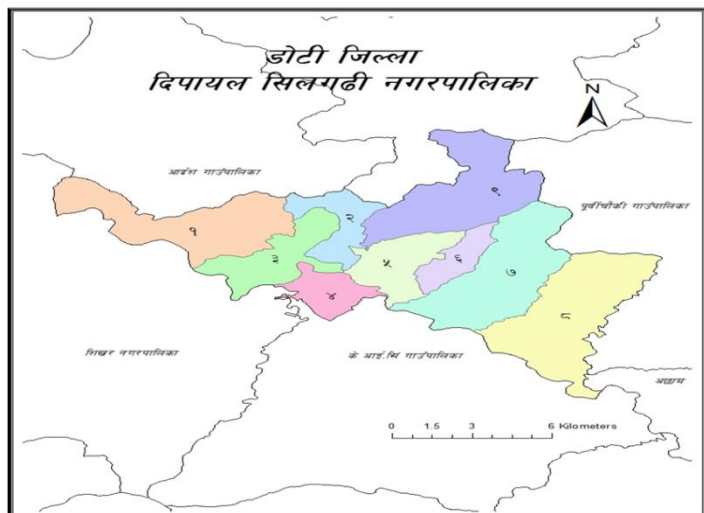 डोटी जिल्ला
दिपायल सिलगढी नगरपालिका
N
आदर्श गाउँपालिका
९
पूर्वीचौकी गाउँपालिका
१
२
३
५
६
७
४
८
शिखर नगरपालिका
के आई.सिं गाउँपालिका
अछाम
0 1.5 3 6 Kilometers